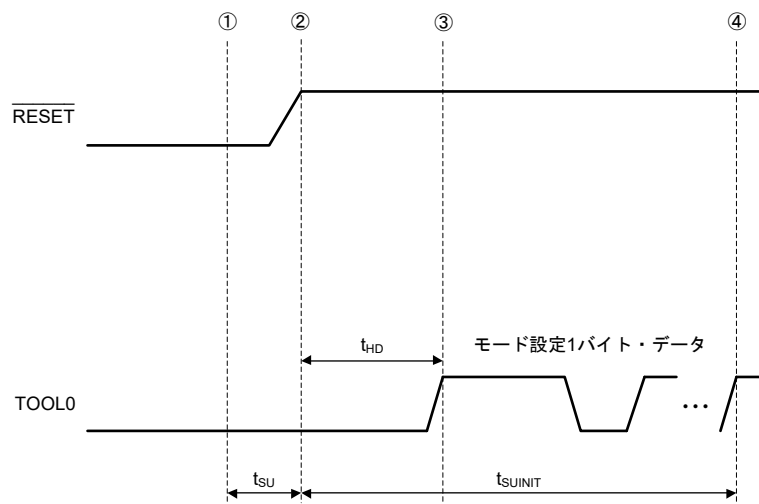 ① ② ③ ④
RESET
tHD
モード設定1バイト・データ
TOOL0
…
tSU
tSUINIT